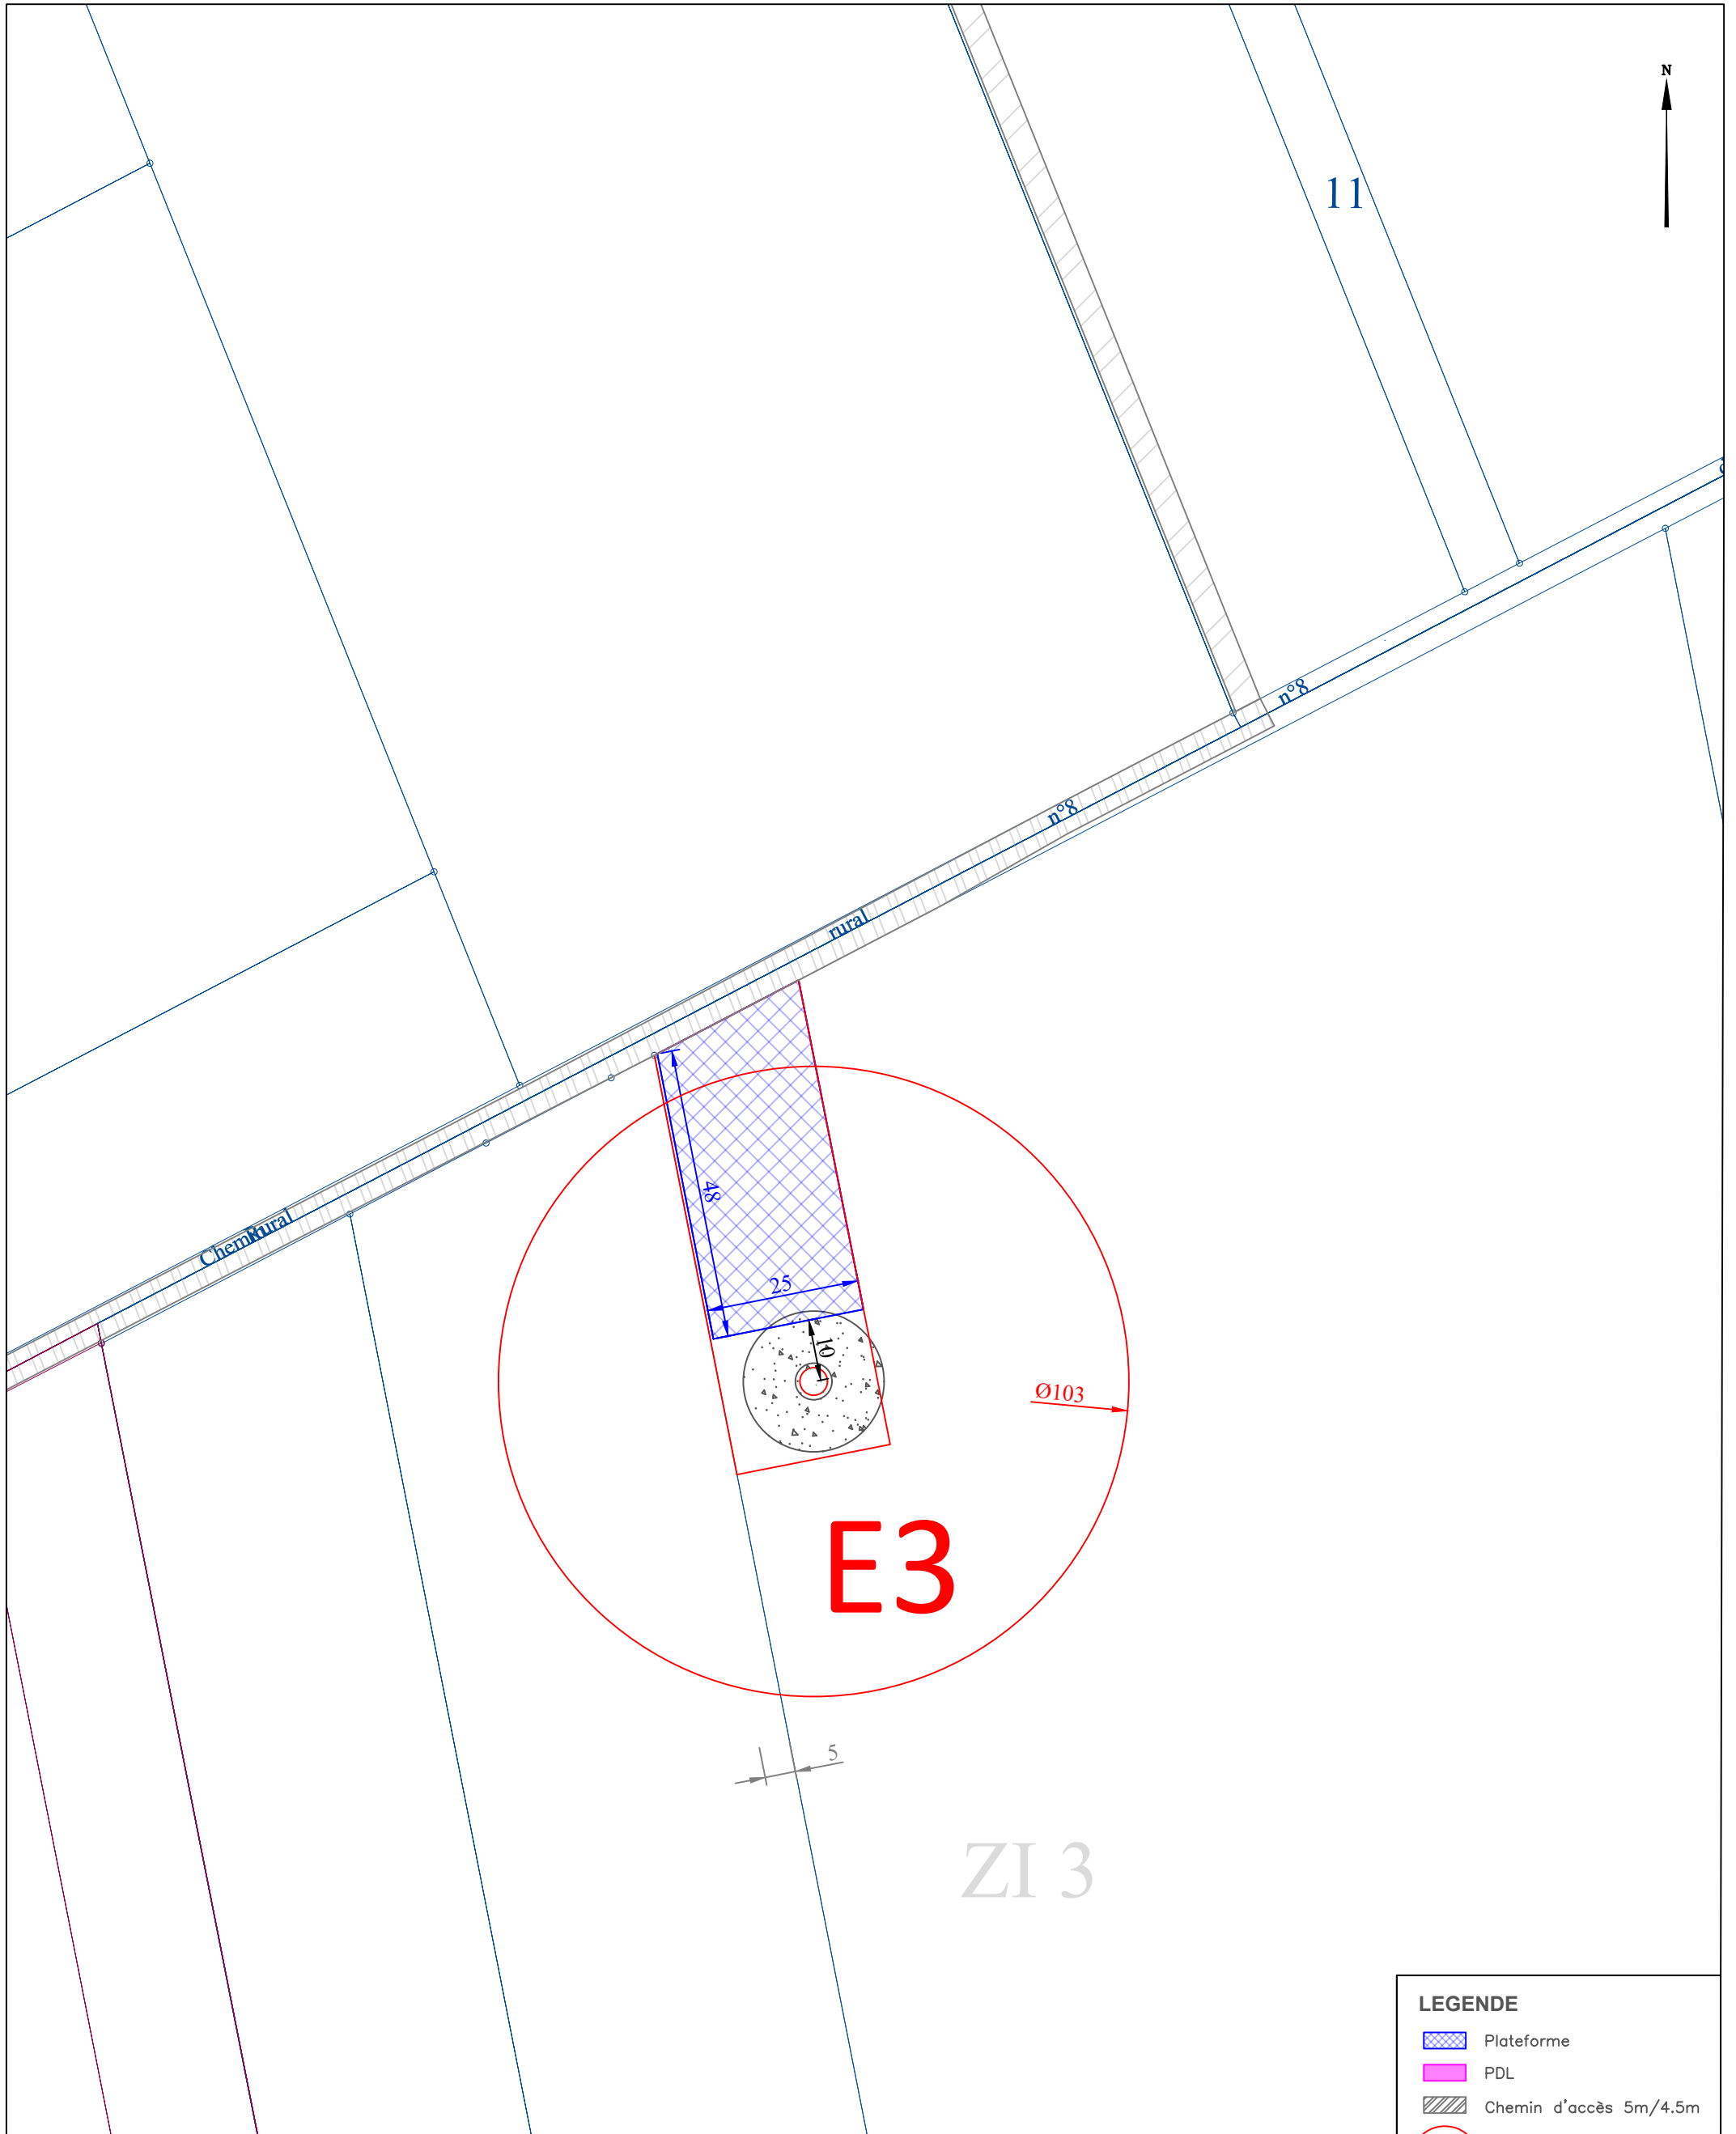 N
11
n°8
n°8
rural
Chemin Rural
48
25
10
Ø103
E3
5
ZI 3
LEGENDE
Plateforme
PDL
Chemin d'accès 5m/4.5m